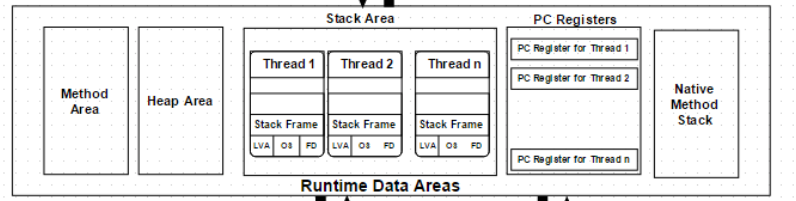 Stack Area
PC Registers
Method
Area
Heap Area
Thread 1
Stack Frame
LVA OS FD
Thread 2
Stack Frame
LVA OS FD
Thread n
Stack Frame
LVA OS FD
PC Register for Thread 1
PC Register for Thread 2
PC Register for Thread n
Native
Method
Stack
Runtime Data Areas